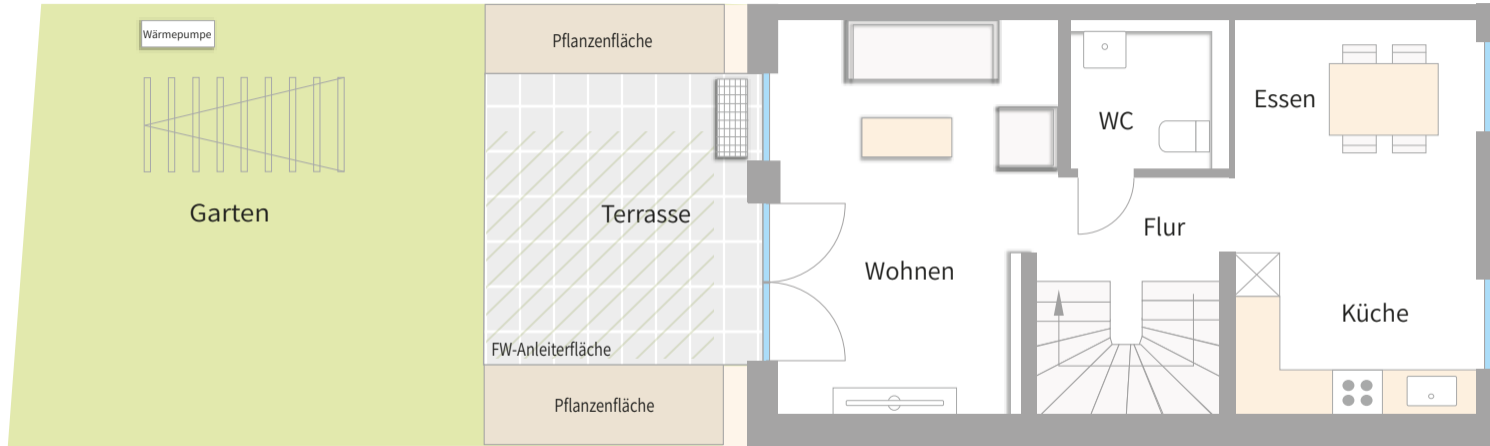 Wärmepumpe
Pflanzenfläche
Essen
WC
Garten
Terrasse
Flur
Wohnen
Küche
FW-Anleiterfläche
Pflanzenfläche